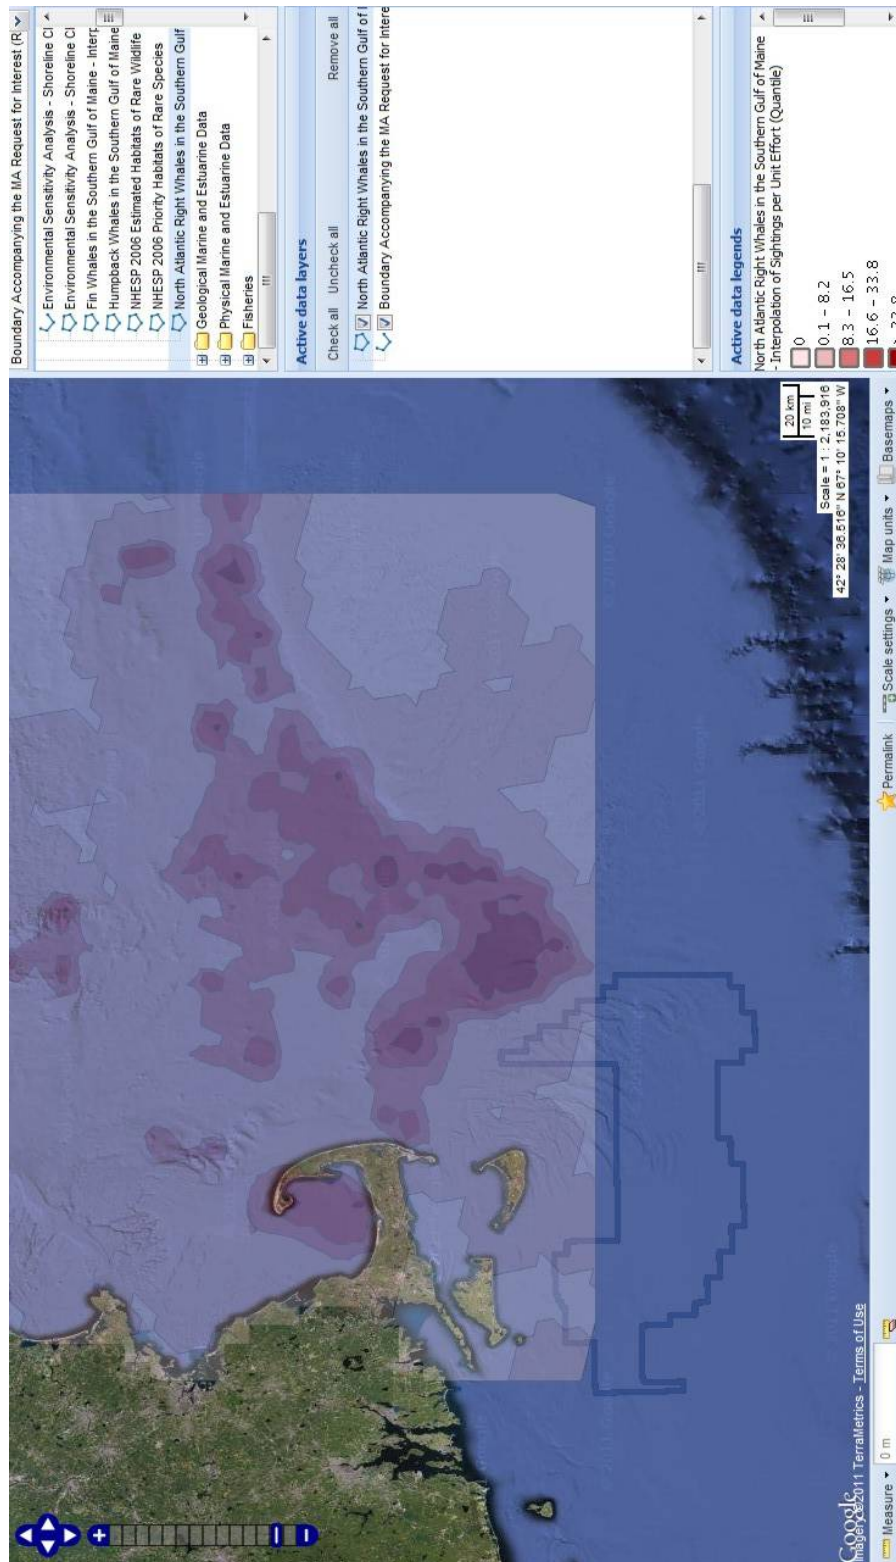 Boundary Accompanying the MA Request for Interest (R
Environmental Sensitivity Analysis - Shoreline Cl
Environmental Sensitivity Analysis - Shoreline Cl
Fin Whales in the Southern Gulf of Maine - Interp
Humpback Whales in the Southern Gulf of Maine
NHESP 2006 Estimated Habitats of Rare Wildlife
NHESP 2006 Priority Habitats of Rare Species
North Atlantic Right Whales in the Southern Gulf
Geological Marine and Estuarine Data
Physical Marine and Estuarine Data
Fisheries
Active data layers
Check all Uncheck all Remove all
North Atlantic Right Whales in the Southern Gulf of
Boundary Accompanying the MA Request for Intere
Active data legends
North Atlantic Right Whales in the Southern Gulf of Maine
- Interpolation of Sightings per Unit Effort (Quantile)
0
0.1 - 8.2
8.3 - 16.5
16.6 - 33.8
> 33.8
20 km
10 mi
Scale = 1 : 2,183,916
42° 28' 36.516" N 67° 10' 15.708" W
Google
Imagery ©2011 TerraMetrics - Terms of Use
Measure 0 m Permalink Scale settings Map units Basemaps